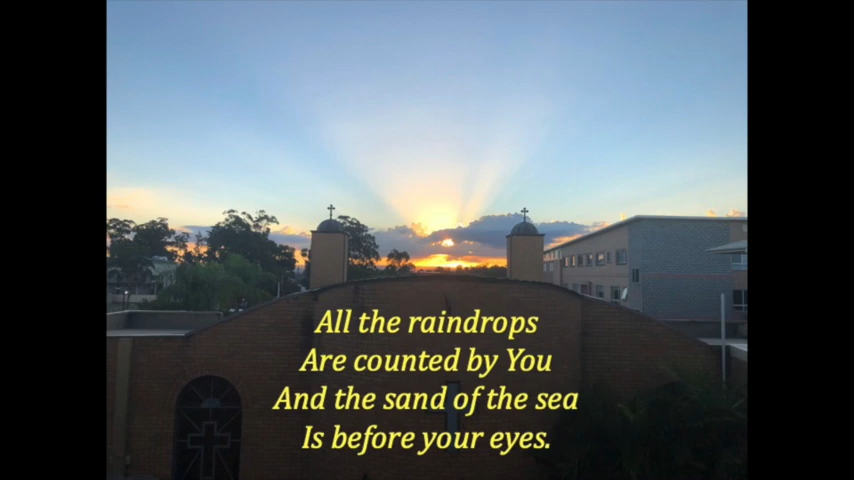 All the raindrops
Are counted by You
And the sand of the sea
Is before your eyes.